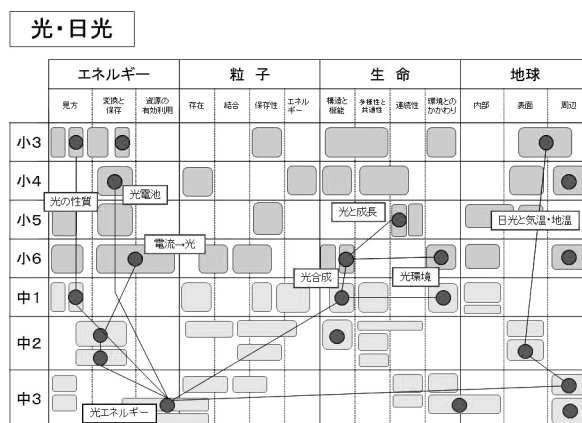 光・日光
エネルギー 粒 子 生 命 地球
見方 変換と保存 資源の有効利用 存在 結合 保存性 エネルギー 構造と機能 多様性と共通性 連続性 環境とのかかわり 内部 表面 周辺
小3
小4
光の性質 光電池
小5
光と成長 日光と気温・地温
電流→光
小6
光合成 光環境
中1
中2
中3
光エネルギー